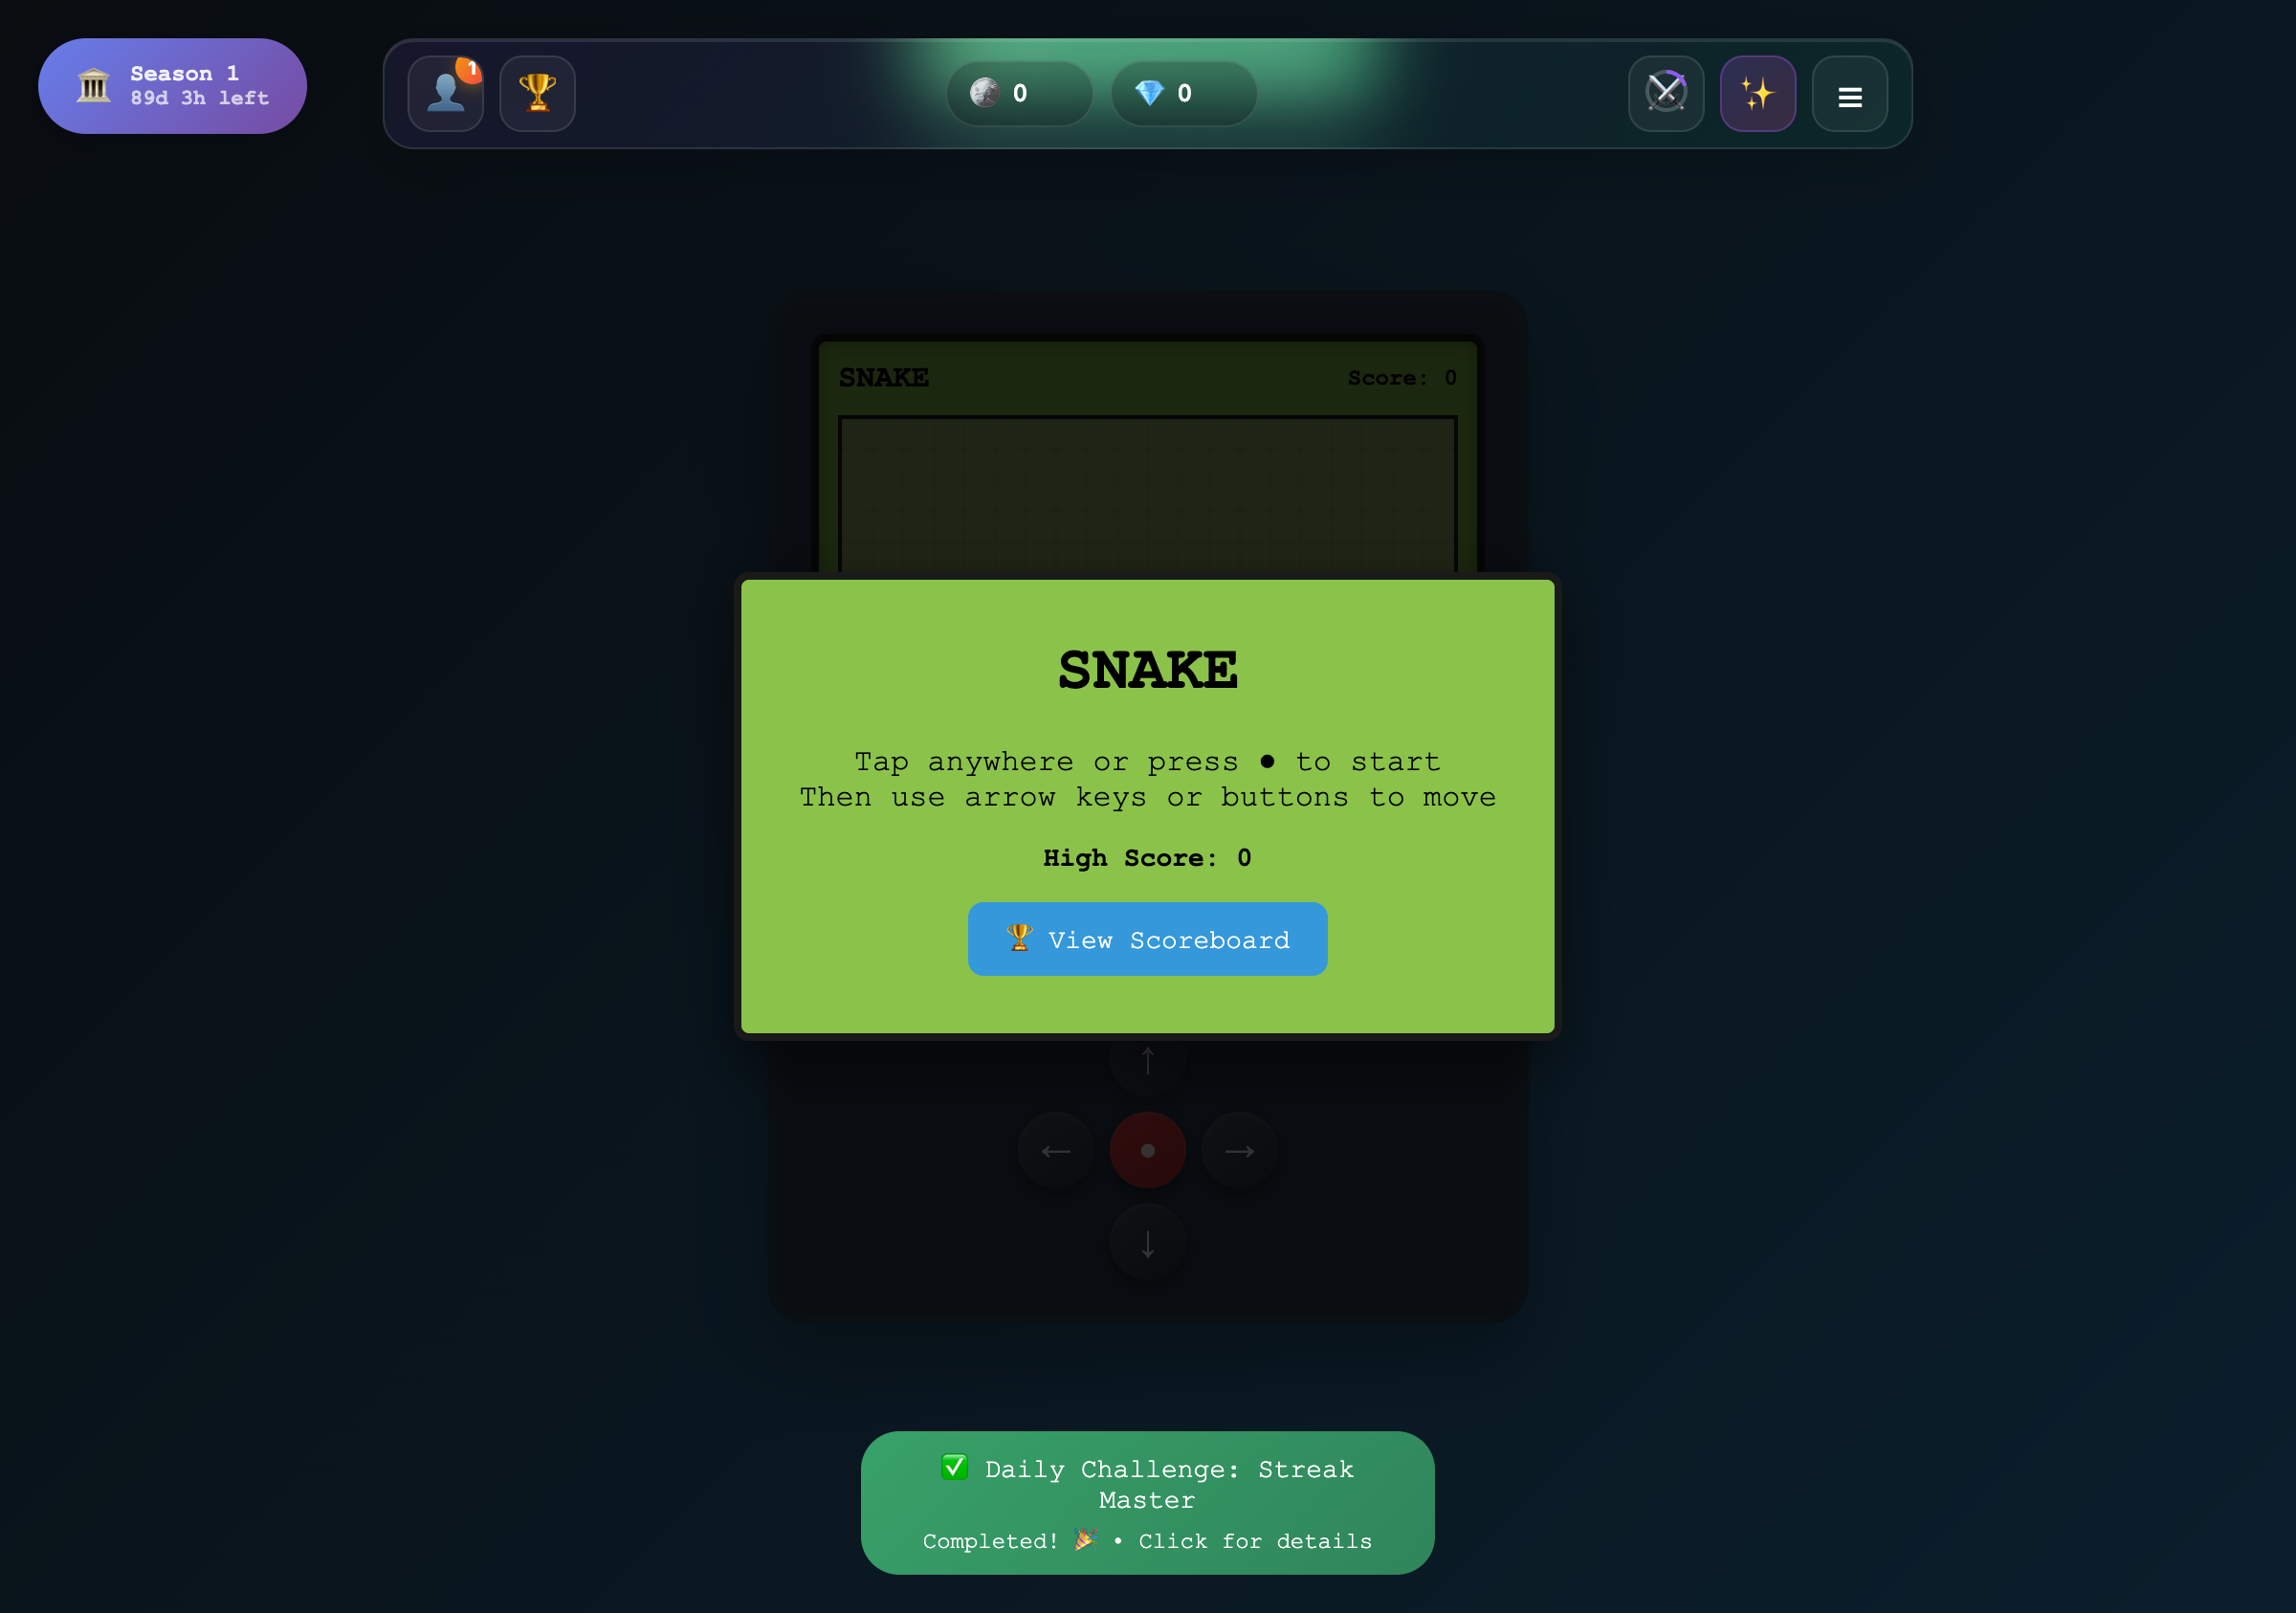 Season 1
89d 3h left
1
0
0
SNAKE
Score: 0
SNAKE
Tap anywhere or press ● to start
Then use arrow keys or buttons to move
High Score: 0
🏆 View Scoreboard
↑
← ● →
↓
✅ Daily Challenge: Streak
Master
Completed! 🎉 • Click for details